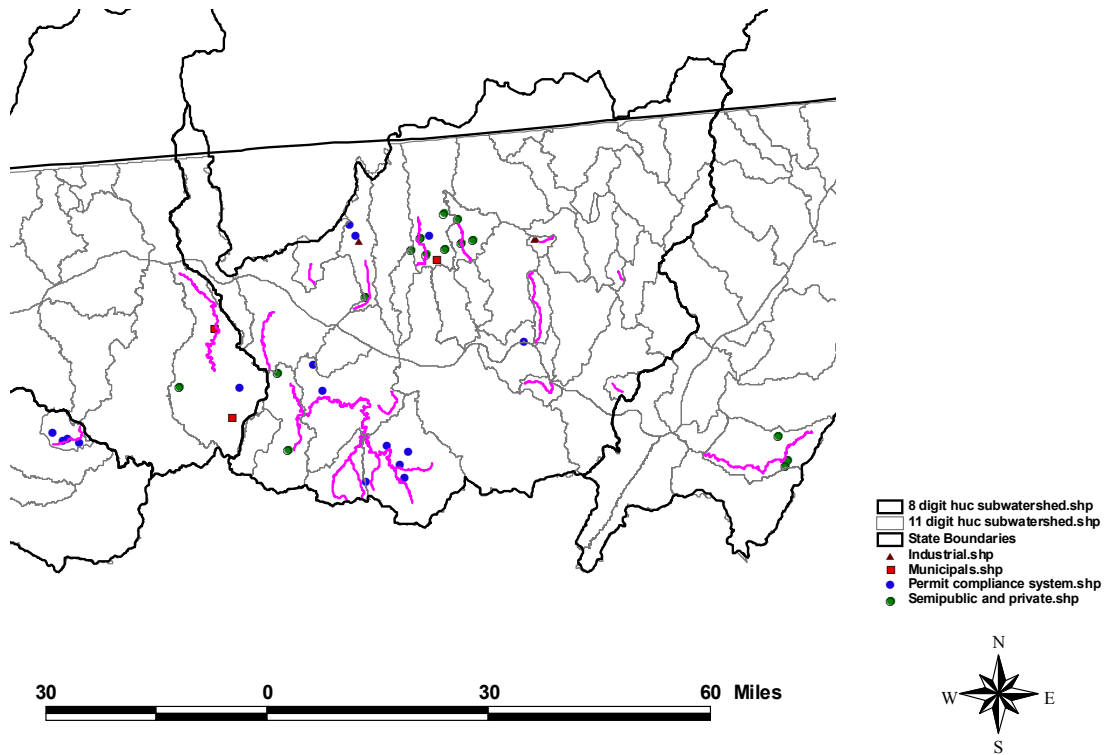 8 digit huc subwatershed.shp
11 digit huc subwatershed.shp
State Boundaries
Industrial.shp
Municipals.shp
Permit compliance system.shp
Semipublic and private.shp
N
W E
S
30 0 30 60 Miles